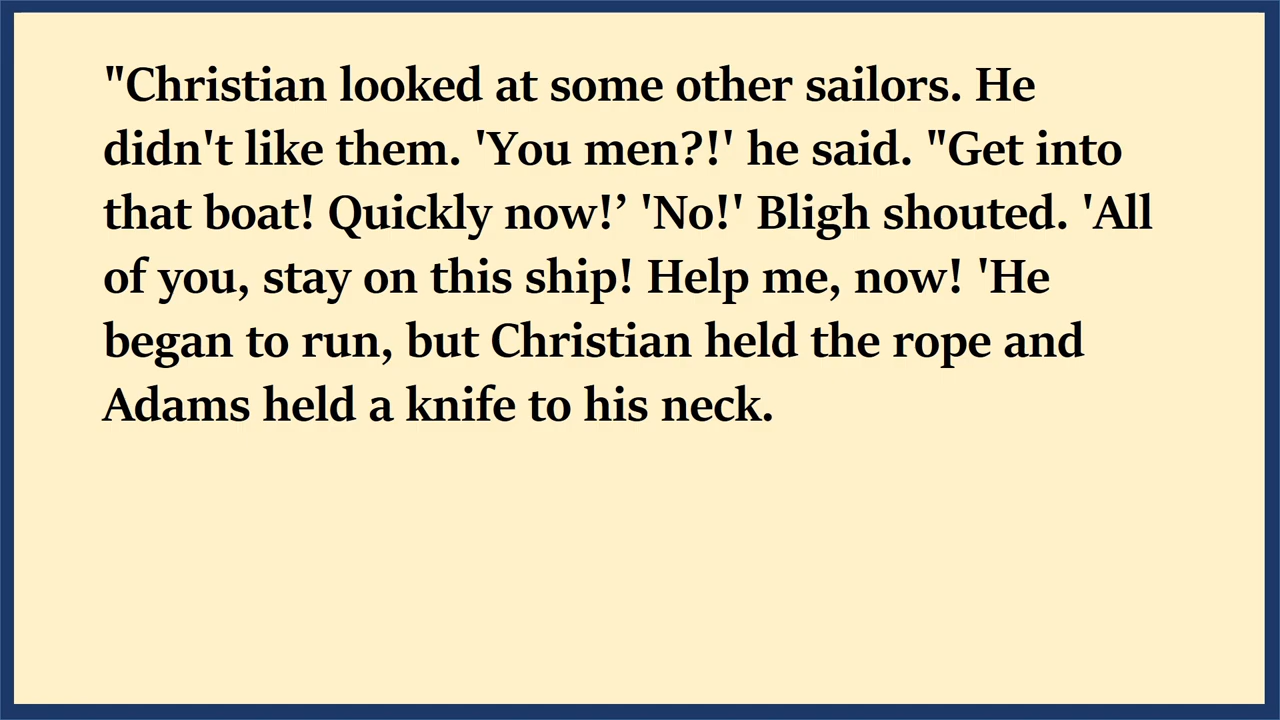 "Christian looked at some other sailors. He
didn't like them. 'You men?!' he said. "Get into
that boat! Quickly now!’ 'No!' Bligh shouted. 'All
of you, stay on this ship! Help me, now! 'He
began to run, but Christian held the rope and
Adams held a knife to his neck.